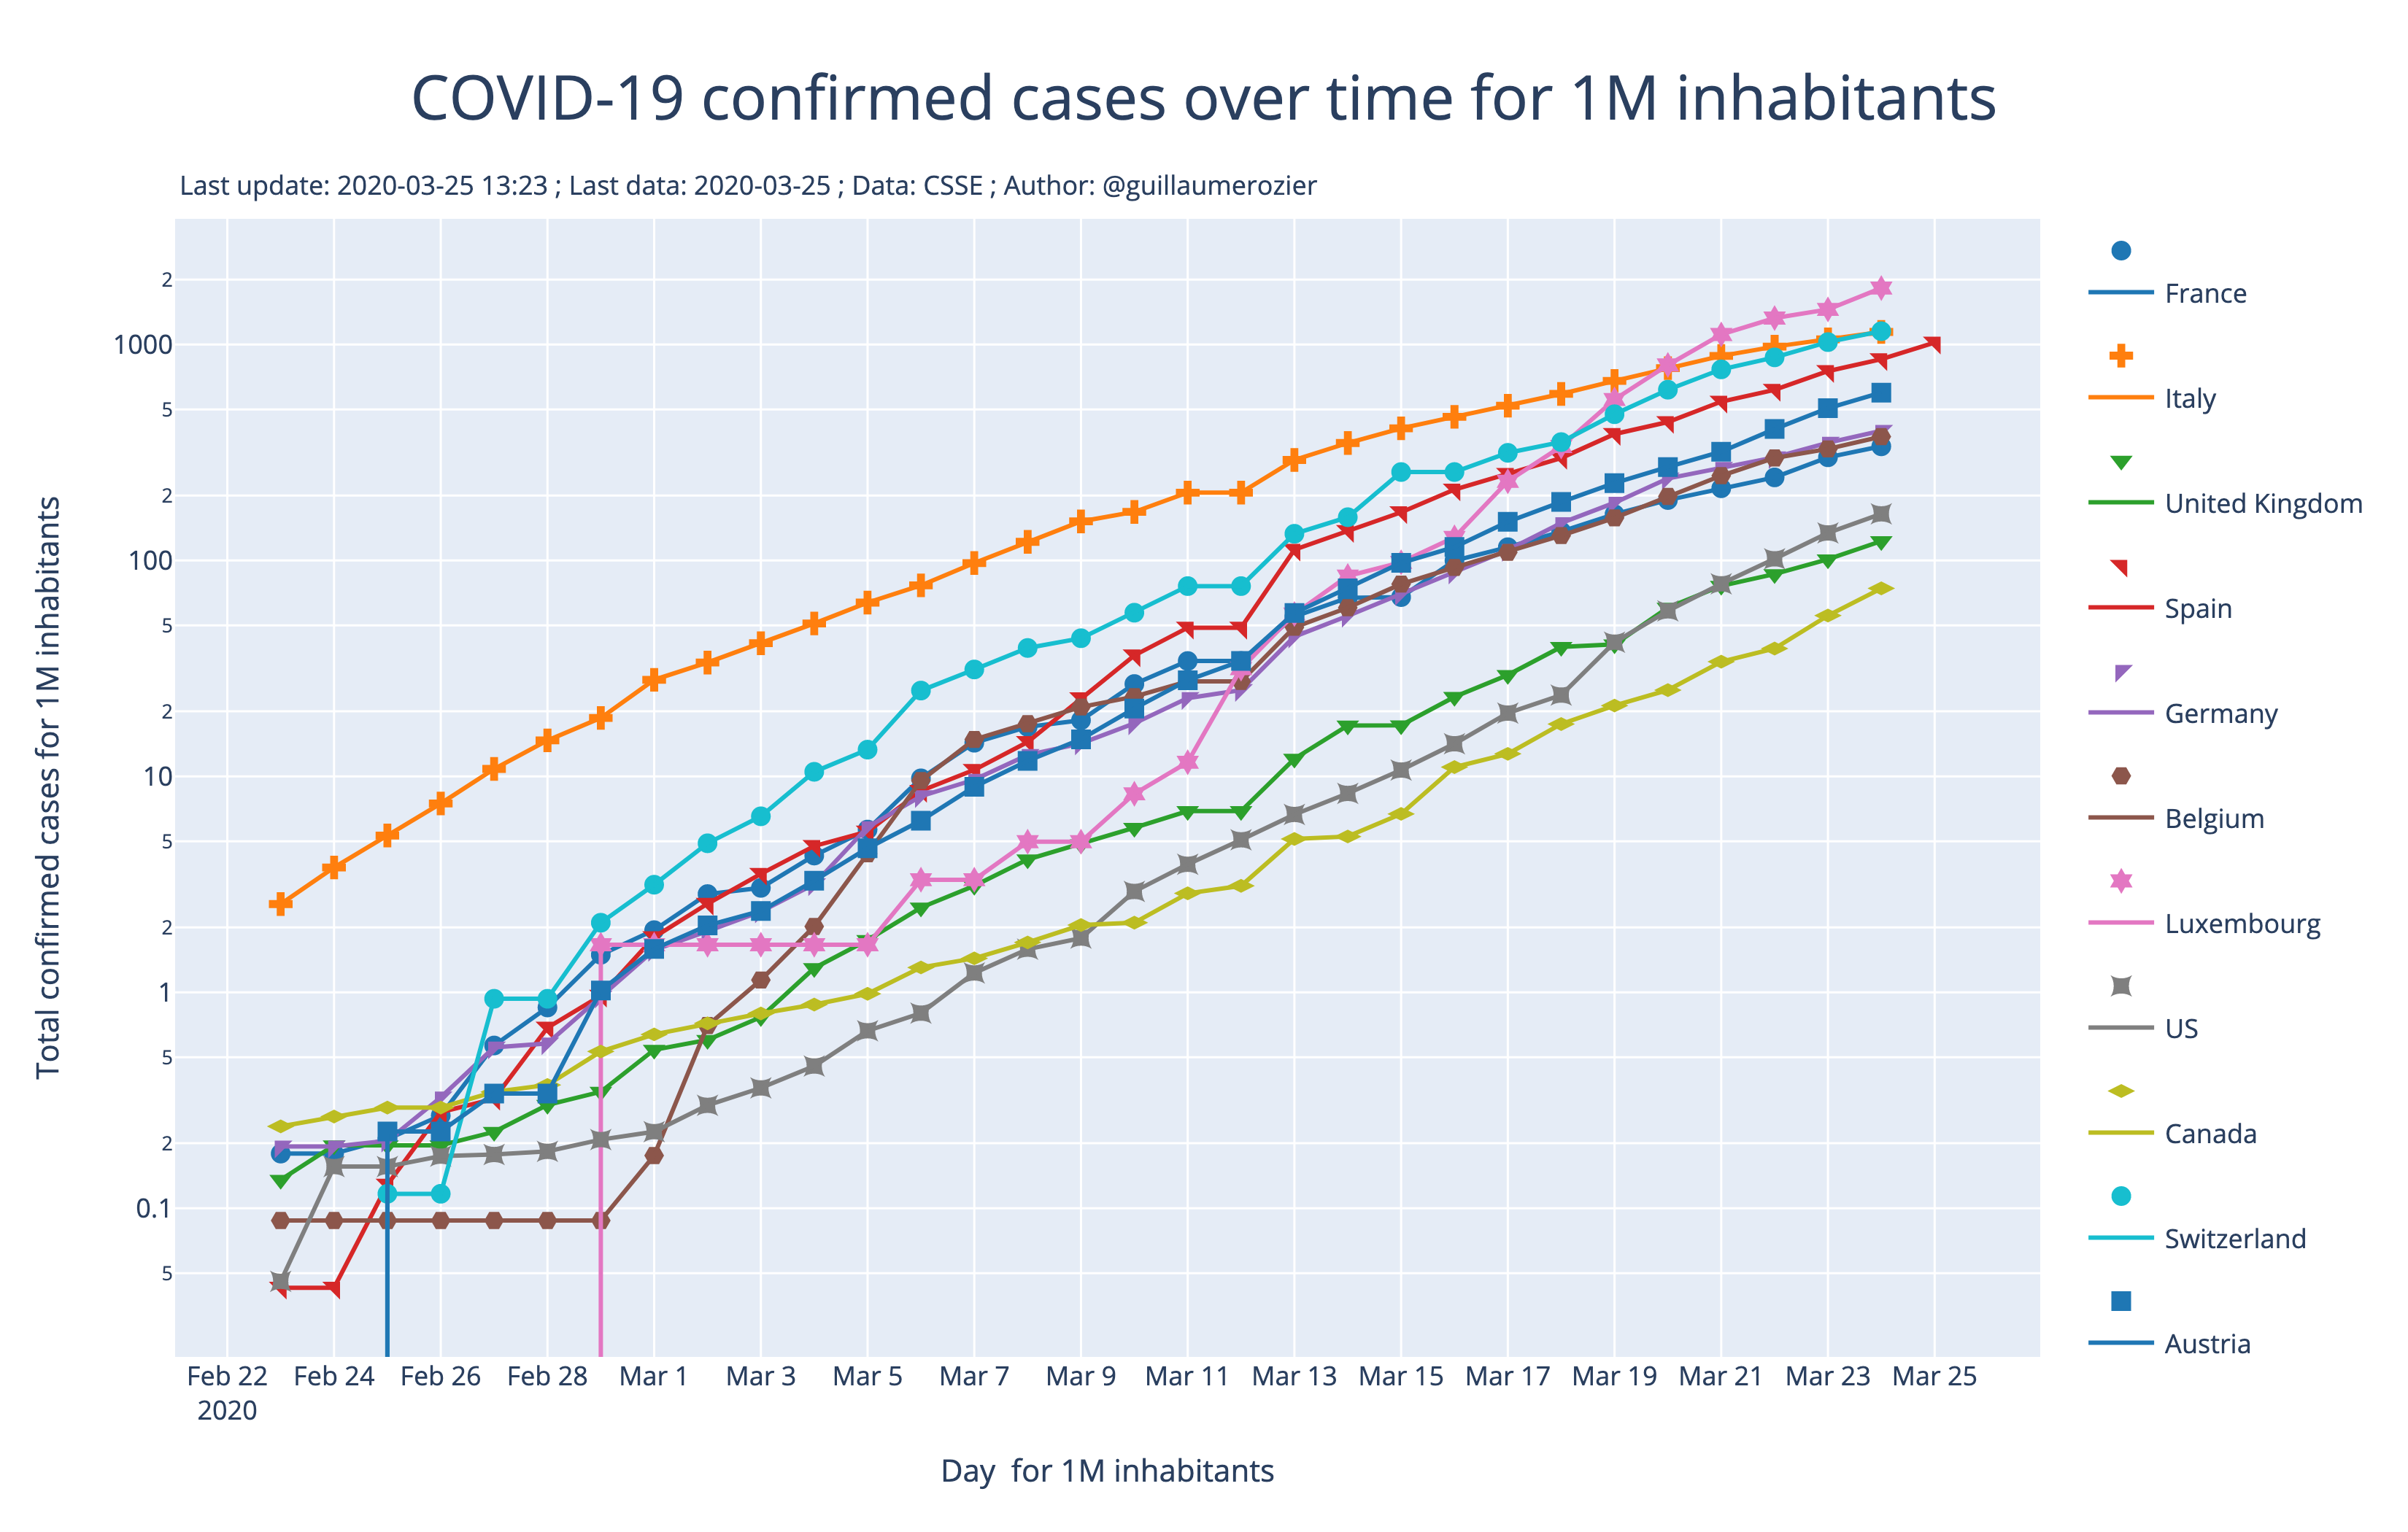 COVID-19 confirmed cases over time for 1M inhabitants
Last update: 2020-03-25 13:23 ; Last data: 2020-03-25 ; Data: CSSE ; Author: @guillaumerozier
Total confirmed cases for 1M inhabitants
2
1000
5
2
100
5
2
10
5
2
1
5
2
0.1
5
Feb 22 Feb 24 Feb 26 Feb 28 Mar 1 Mar 3 Mar 5 Mar 7 Mar 9 Mar 11 Mar 13 Mar 15 Mar 17 Mar 19 Mar 21 Mar 23 Mar 25
2020
Day for 1M inhabitants
France
Italy
United Kingdom
Spain
Germany
Belgium
Luxembourg
US
Canada
Switzerland
Austria